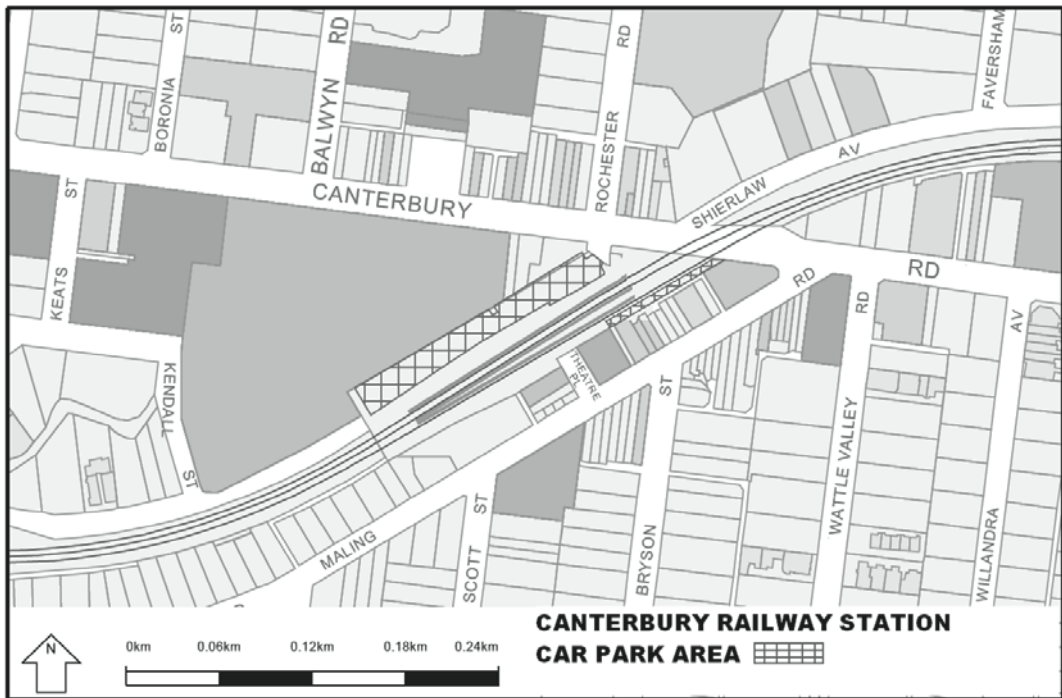 ST
BORONIA
BALWYN RD
ROCHESTER RD
FAVERSHAM
CANTERBURY
SHIERLAW AV
RD
KEATS ST
KENDALL ST
THEATRE PL
RD
ST
WATTLE VALLEY RD
WILLANDRA AV
MALING
SCOTT ST
BRYSON
N
0km 0.06km 0.12km 0.18km 0.24km
CANTERBURY RAILWAY STATION
CAR PARK AREA